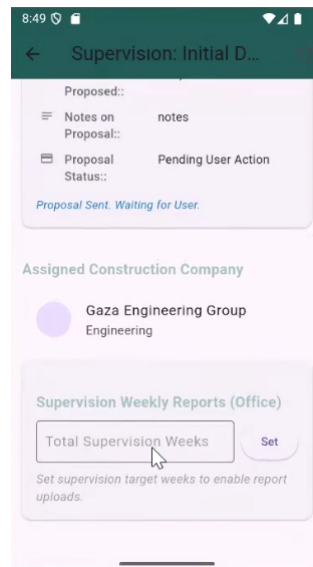 8:49
Supervision: Initial D...
Proposed::
Notes on
notes
Proposal::
Proposal
Pending User Action
Status::
Proposal Sent. Waiting for User.
Assigned Construction Company
Gaza Engineering Group
Engineering
Supervision Weekly Reports (Office)
Total Supervision Weeks
Set
Set supervision target weeks to enable report
uploads.